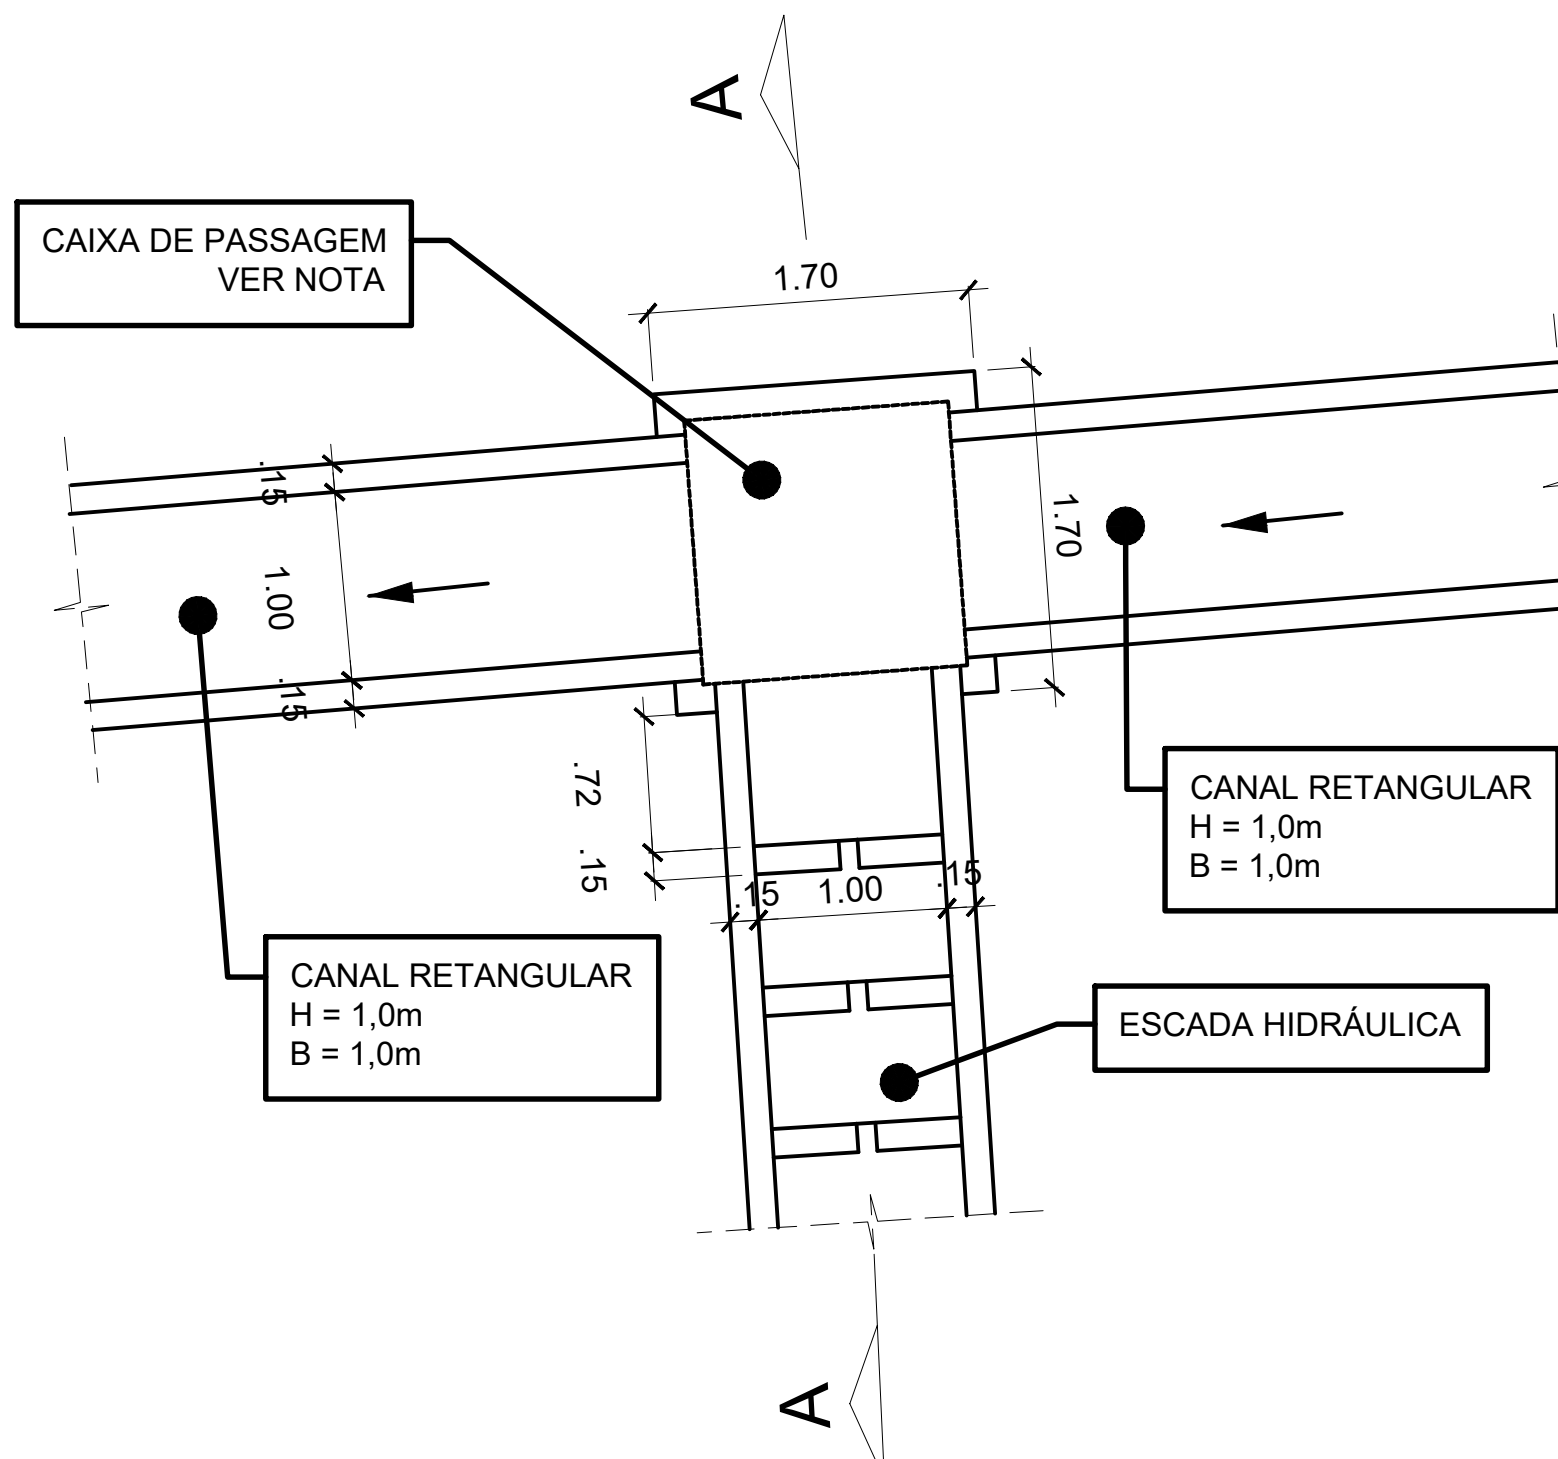 A
CAIXA DE PASSAGEM
VER NOTA
1.70
.15
1.00
.15
1.70
.72
.15
.15
1.00
.15
CANAL RETANGULAR
H = 1,0m
B = 1,0m
CANAL RETANGULAR
H = 1,0m
B = 1,0m
ESCADA HIDRÁULICA
A